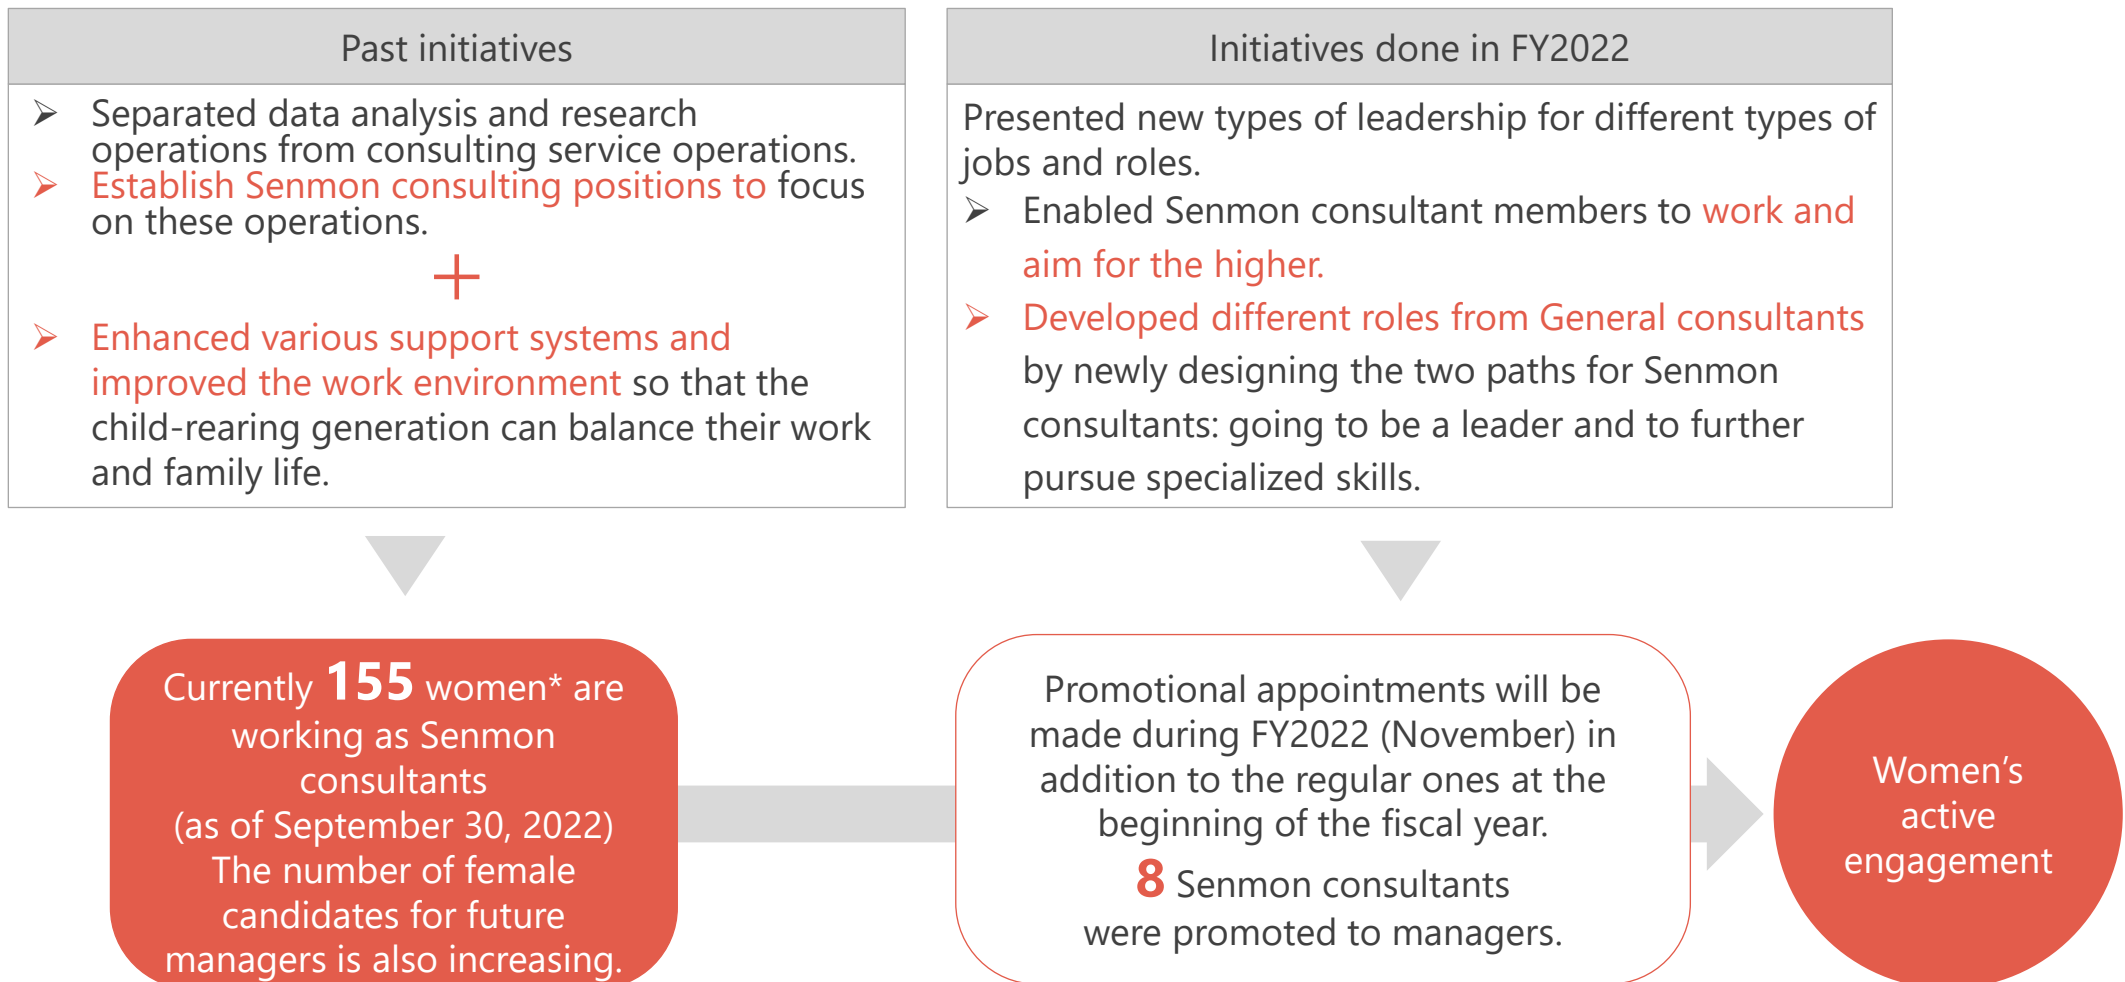 Past initiatives
➢ Separated data analysis and research
operations from consulting service operations.
➢ Establish Senmon consulting positions to focus
on these operations.
+
➢ Enhanced various support systems and
improved the work environment so that the
child-rearing generation can balance their work
and family life.
Initiatives done in FY2022
Presented new types of leadership for different types of
jobs and roles.
➢ Enabled Senmon consultant members to work and
aim for the higher.
➢ Developed different roles from General consultants
by newly designing the two paths for Senmon
consultants: going to be a leader and to further
pursue specialized skills.
Currently 155 women* are
working as Senmon
consultants
(as of September 30, 2022)
The number of female
candidates for future
managers is also increasing.
Promotional appointments will be
made during FY2022 (November) in
addition to the regular ones at the
beginning of the fiscal year.
8 Senmon consultants
were promoted to managers.
Women’s
active
engagement